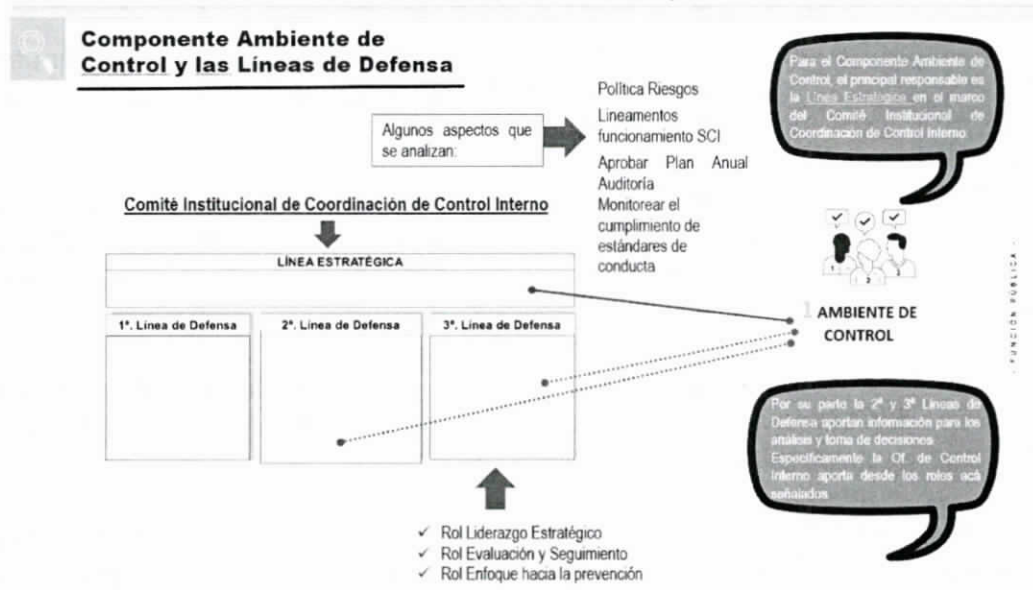 Componente Ambiente de
Control y las Líneas de Defensa
Algunos aspectos que
se analizan:
Política Riesgos
Lineamentos
funcionamiento SCI
Aprobar Plan Anual
Auditoría
Monitorear el
cumplimiento de
estándares de
conducta
Para el Componente Ambiente de
Control, el principal responsable es
la Línea Estratégica en el marco
del Comité Institucional de
Coordinación de Control Interno
Comité Institucional de Coordinación de Control Interno
LÍNEA ESTRATÉGICA
1ª. Línea de Defensa
2ª. Línea de Defensa
3ª. Línea de Defensa
1 2 3
1 AMBIENTE DE
CONTROL
- FUNCIÓN PÚBLICA -
Por su parte la 2ª y 3ª Líneas de
Defensa aportan información para los
análisis y toma de decisiones
Específicamente la Of. de Control
Interno aporta desde los roles acá
señalados
✓ Rol Liderazgo Estratégico
✓ Rol Evaluación y Seguimiento
✓ Rol Enfoque hacia la prevención